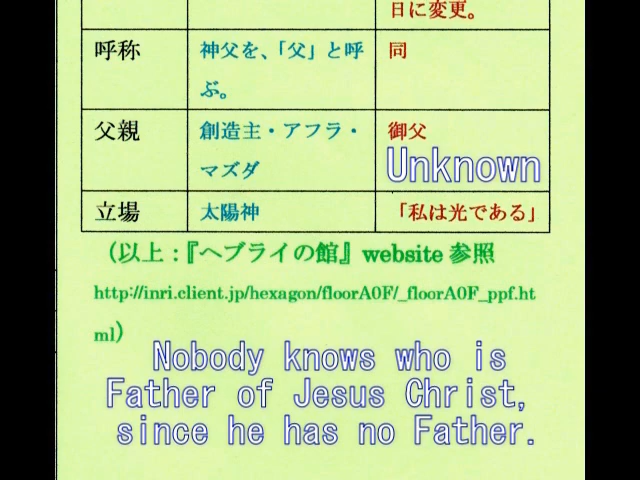 日に変更。
呼称 神父を、「父」と呼 同
ぶ。
父親 創造主・アフラ・ 御父
マズダ Unknown
立場 太陽神 「私は光である」
(以上:『ヘブライの館』website 参照
http://inri.client.jp/hexagon/floorA0F/_floorA0F_ppf.ht
ml)
Nobody knows who is
Father of Jesus Christ,
since he has no Father.